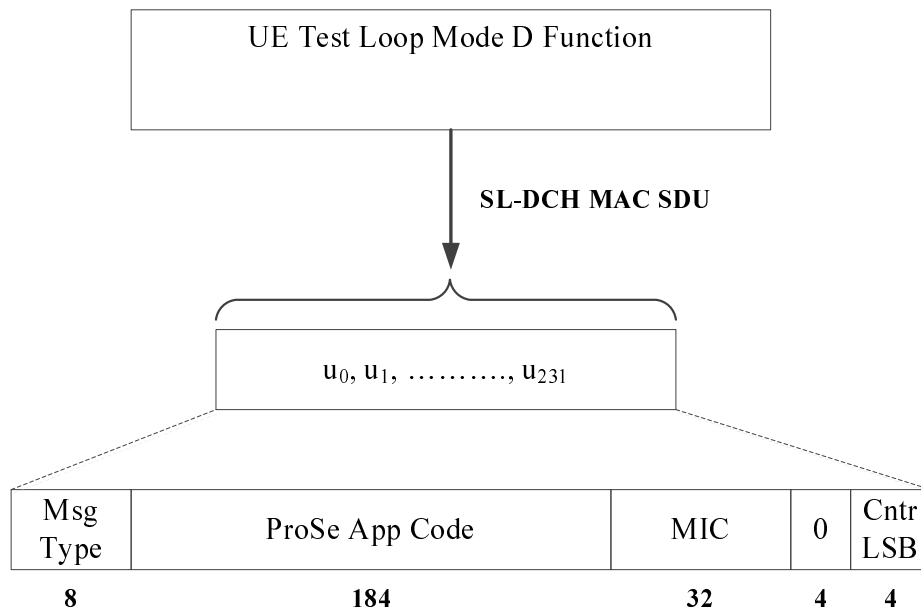 UE Test Loop Mode D Function
SL-DCH MAC SDU
u0, u1, ………., u231
Msg Type ProSe App Code MIC 0 Cntr LSB
8 184 32 4 4